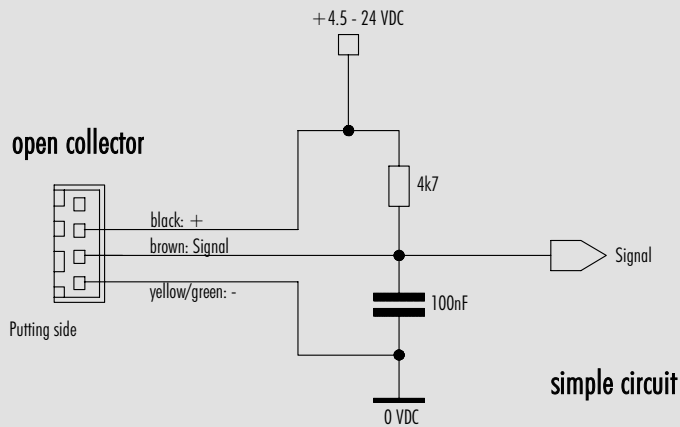 +4.5 - 24 VDC
open collector
4k7
black: +
brown: Signal
Signal
yellow/green: -
100nF
Putting side
simple circuit
0 VDC